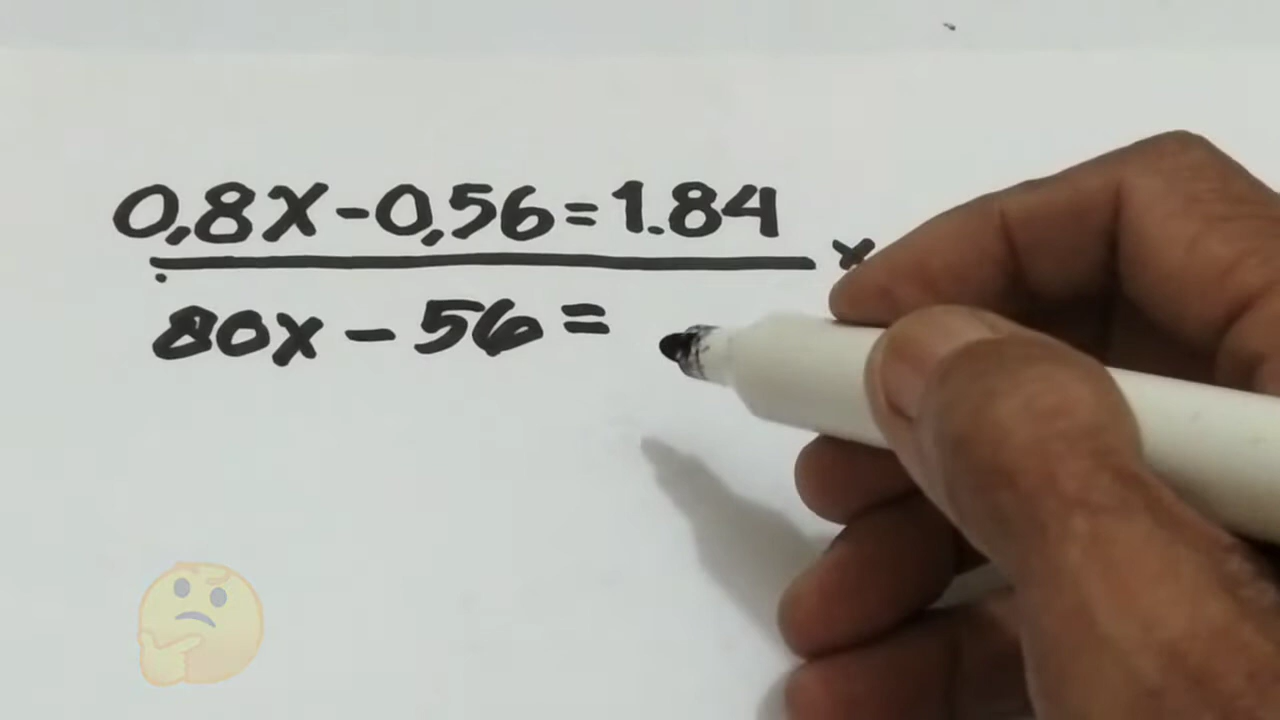 0,8X-0,56=1.84
×
80x - 56 =